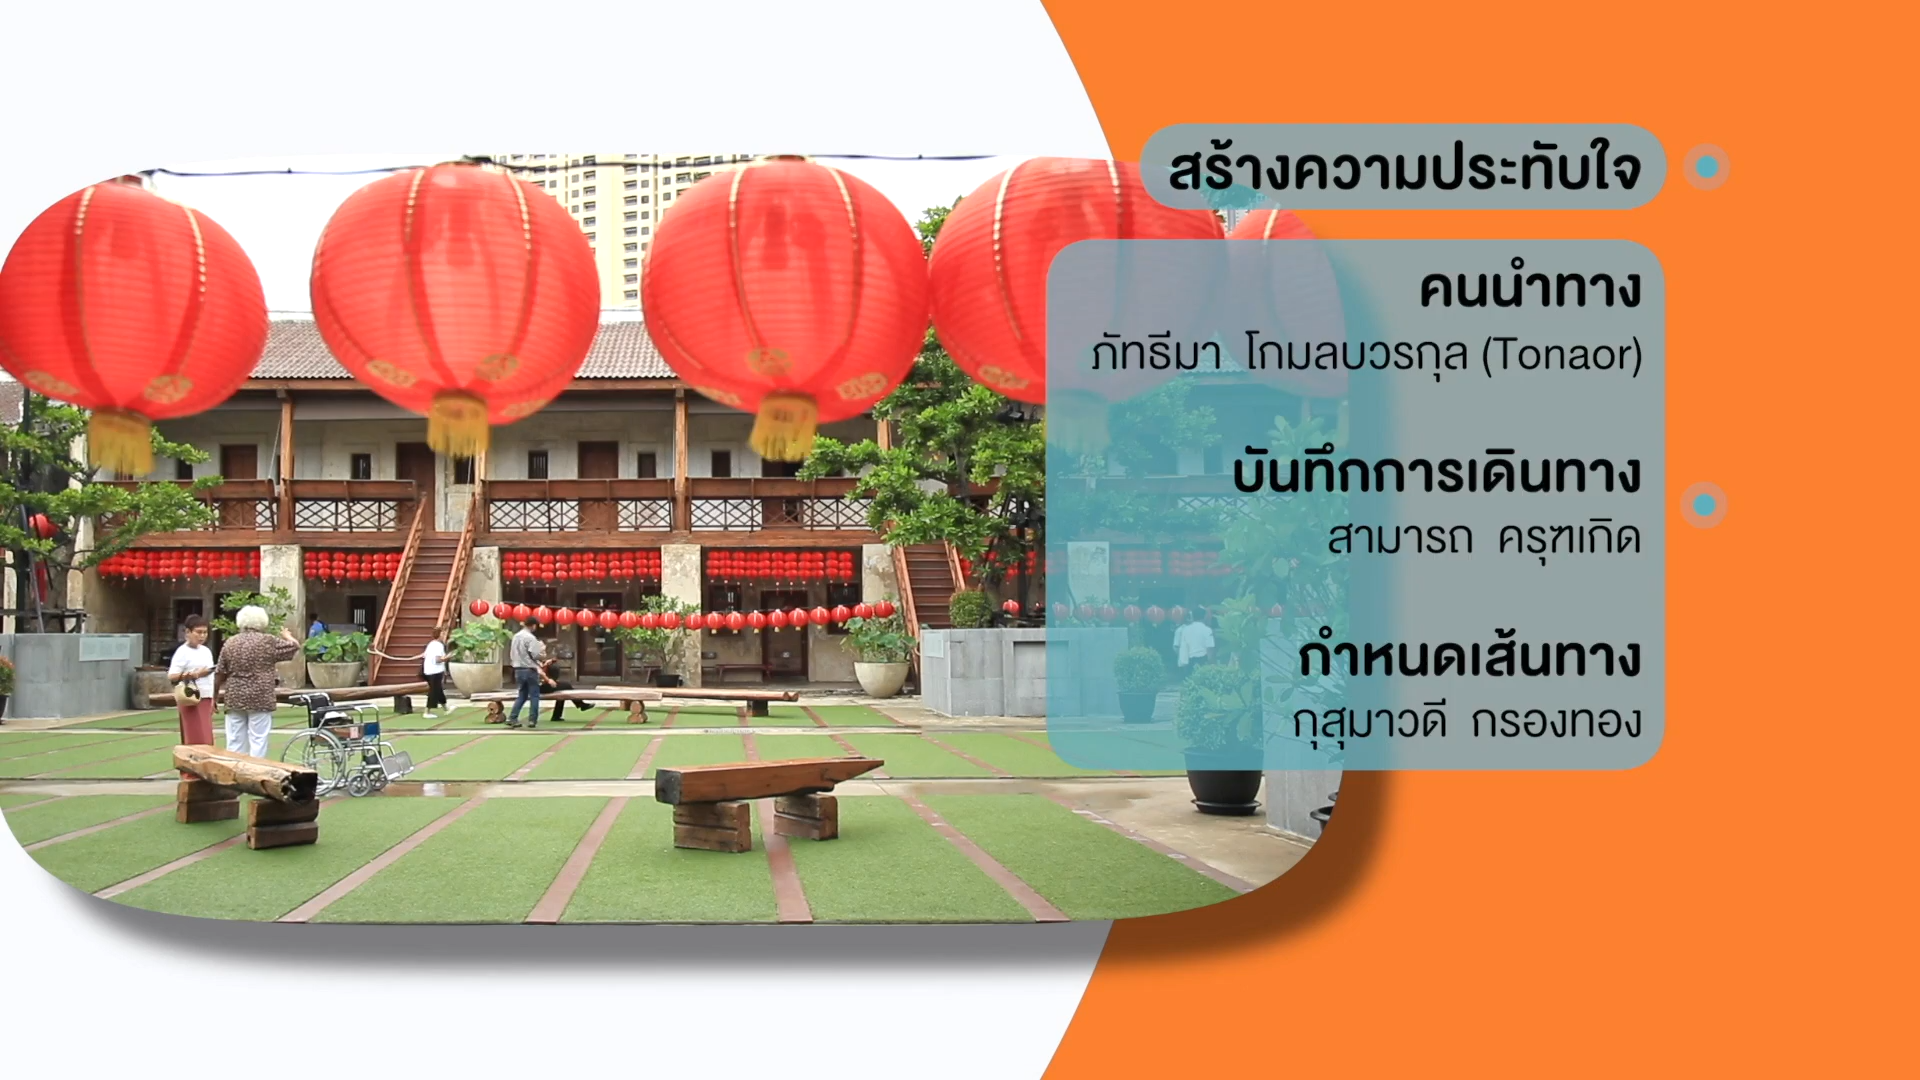 สร้างความประทับใจ
คนนำทาง
ภัทธีมา โกมลบวรกุล (Tonaor)
บันทึกการเดินทาง
สามารถ ครุฑเกิด
กำหนดเส้นทาง
กุสุมาวดี กรองทอง